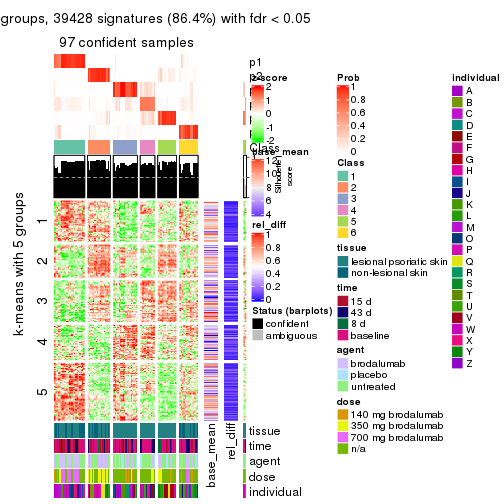 groups, 39428 signatures (86.4%) with fdr < 0.05
97 confident samples
p1
p2
Class
1
2
3
4
5
k-means with 5 groups
tissue
time
agent
dose
individual
base_mean
rel_diff
z-score
2
1
0
-1
-2
base_mean
12
10
8
6
4
Silhouette
score
rel_diff
1
0.8
0.6
0.4
0.2
0
Status (barplots)
confident
ambiguous
Prob
1
0.8
0.6
0.4
0.2
0
Class
1
2
3
4
5
6
tissue
lesional psoriatic skin
non-lesional skin
time
15 d
43 d
8 d
baseline
agent
brodalumab
placebo
untreated
dose
140 mg brodalumab
350 mg brodalumab
700 mg brodalumab
n/a
individual
A
B
C
D
E
F
G
H
I
J
K
L
M
O
P
Q
R
S
T
U
V
W
X
Y
Z